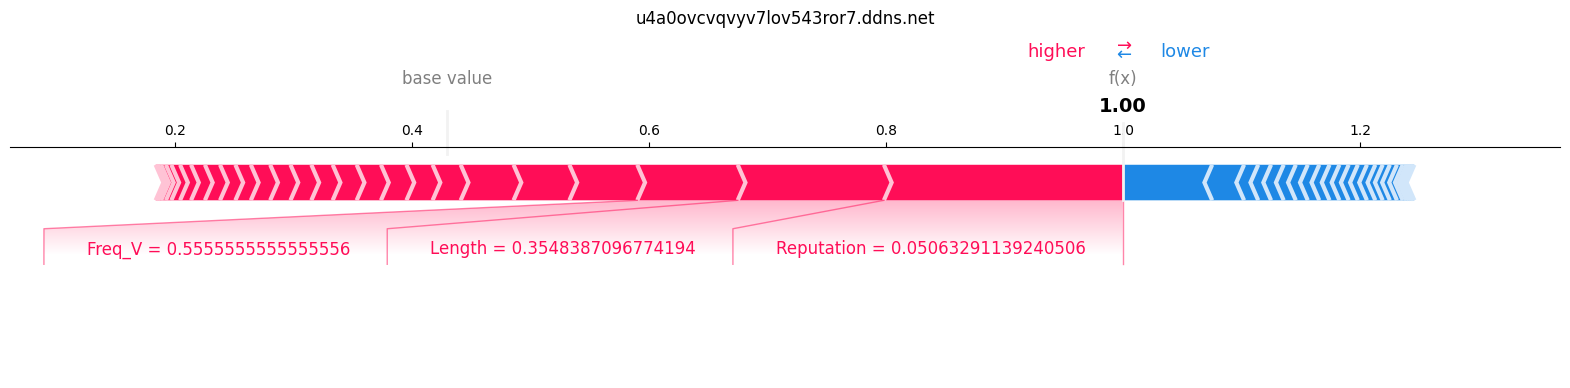 u4a0ovcvqvyv7lov543ror7.ddns.net
higher → ← lower
base value f(x)
1.00
0.2 0.4 0.6 0.8 1 0 1.2
Freq_V = 0.5555555555555556 Length = 0.3548387096774194 Reputation = 0.05063291139240506